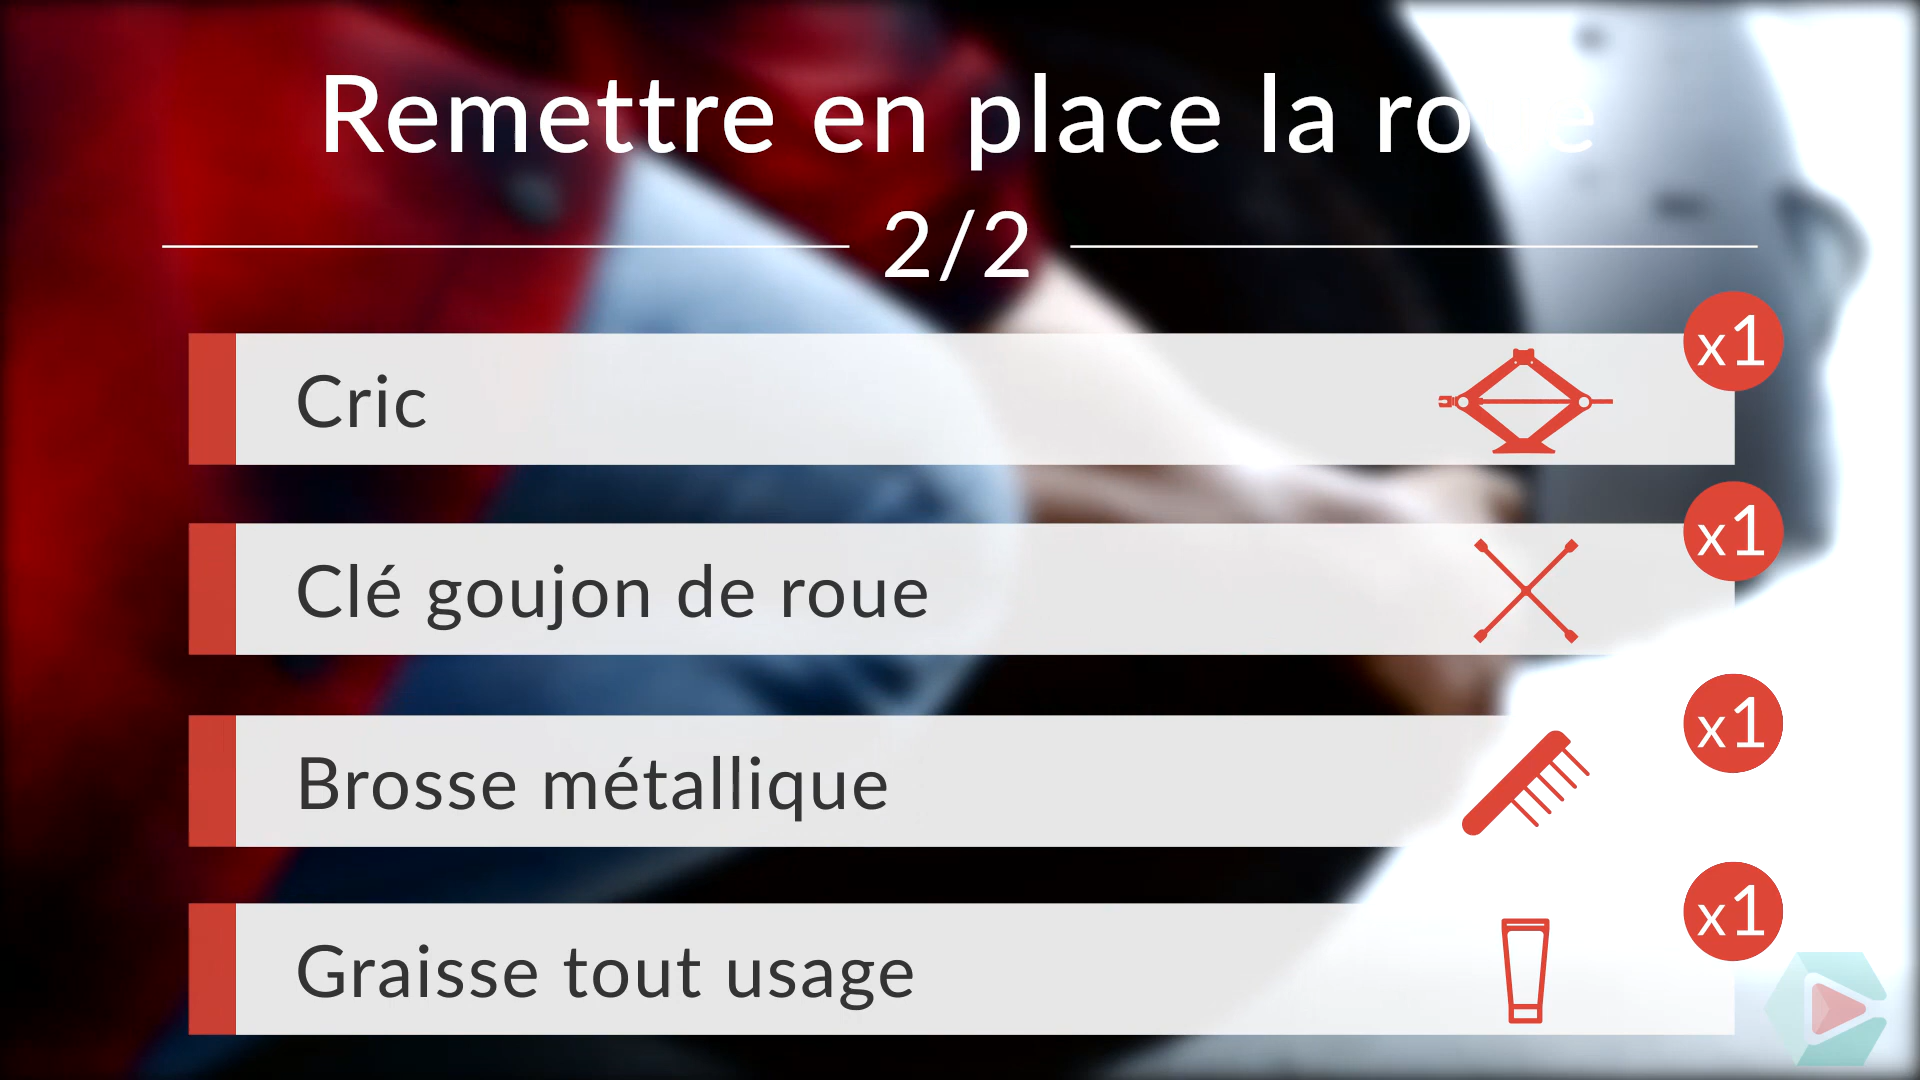 Remettre en place la roue
2/2
x1
Cric
x1
Clé goujon de roue
x1
Brosse métallique
x1
Graisse tout usage